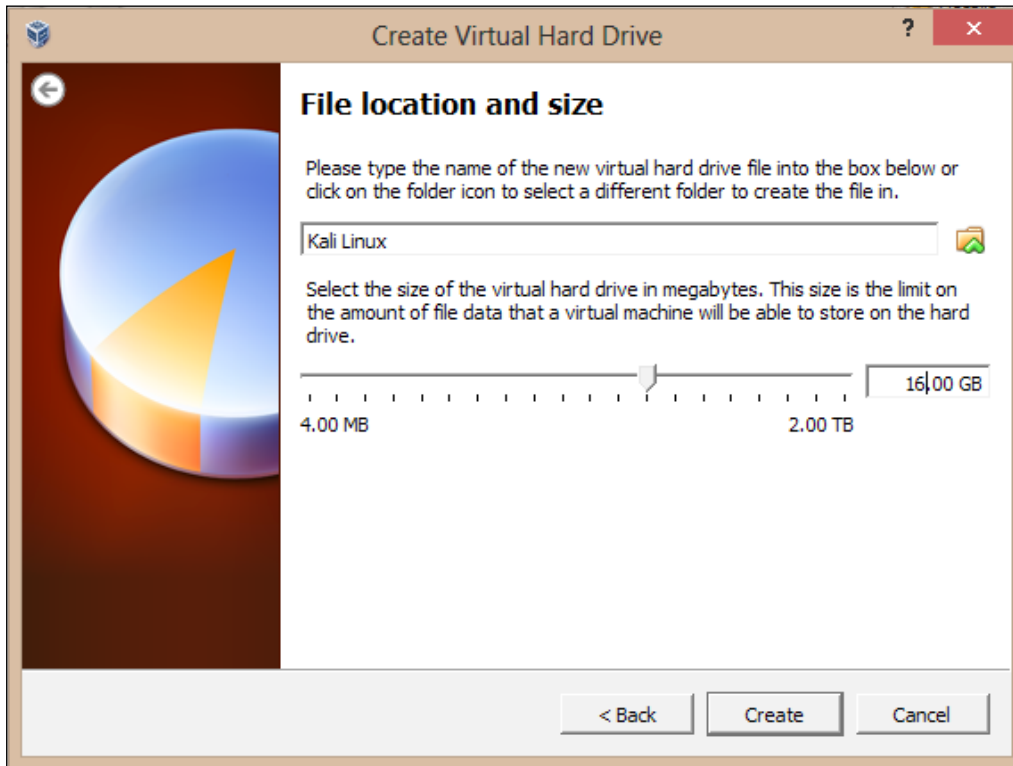 Create Virtual Hard Drive
?
File location and size
Please type the name of the new virtual hard drive file into the box below or
click on the folder icon to select a different folder to create the file in.
Kali Linux
Select the size of the virtual hard drive in megabytes. This size is the limit on
the amount of file data that a virtual machine will be able to store on the hard
drive.
16.00 GB
4.00 MB
2.00 TB
< Back
Create
Cancel